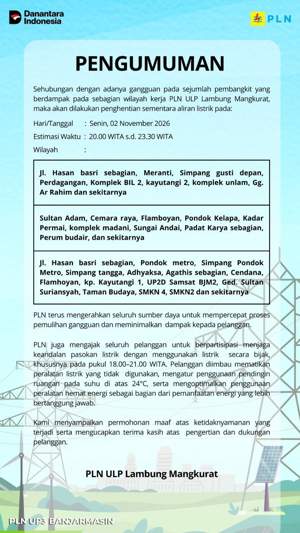 Danantara
Indonesia
PLN
PENGUMUMAN
Sehubungan dengan adanya gangguan pada sejumlah pembangkit yang
berdampak pada sebagian wilayah kerja PLN ULP Lambung Mangkurat,
maka akan dilakukan penghentian sementara aliran listrik pada:
Hari/Tanggal : Senin, 02 November 2026
Estimasi Waktu : 20.00 WITA s.d. 23.30 WITA
Wilayah :
Jl. Hasan basri sebagian, Meranti, Simpang gusti depan,
Perdagangan, Komplek BIL 2, kayutangi 2, komplek unlam, Gg.
Ar Rahim dan sekitarnya
Sultan Adam, Cemara raya, Flamboyan, Pondok Kelapa, Kadar
Permai, komplek madani, Sungai Andai, Padat Karya sebagian,
Perum budair, dan sekitarnya
Jl. Hasan basri sebagian, Pondok metro, Simpang Pondok
Metro, Simpang tangga, Adhyaksa, Agathis sebagian, Cendana,
Flamhoyan, kp. Kayutangi 1, UP2D Samsat BJM2, Ged. Sultan
Suriansyah, Taman Budaya, SMKN 4, SMKN2 dan sekitarnya
PLN terus mengerahkan seluruh sumber daya untuk mempercepat proses
pemulihan gangguan dan meminimalkan dampak kepada pelanggan.
PLN juga mengajak seluruh pelanggan untuk berpartisipasi menjaga
keandalan pasokan listrik dengan menggunakan listrik secara bijak,
khususnya pada pukul 18.00–21.00 WITA. Pelanggan diimbau mematikan
peralatan listrik yang tidak digunakan, mengatur penggunaan pendingin
ruangan pada suhu di atas 24°C, serta mengoptimalkan penggunaan
peralatan hemat energi sebagai bagian dari pemanfaatan energi yang lebih
bertanggung jawab.
Kami menyampaikan permohonan maaf atas ketidaknyamanan yang
terjadi serta mengucapkan terima kasih atas pengertian dan dukungan
pelanggan.
PLN ULP Lambung Mangkurat
PLN UP3 BANJARMASIN